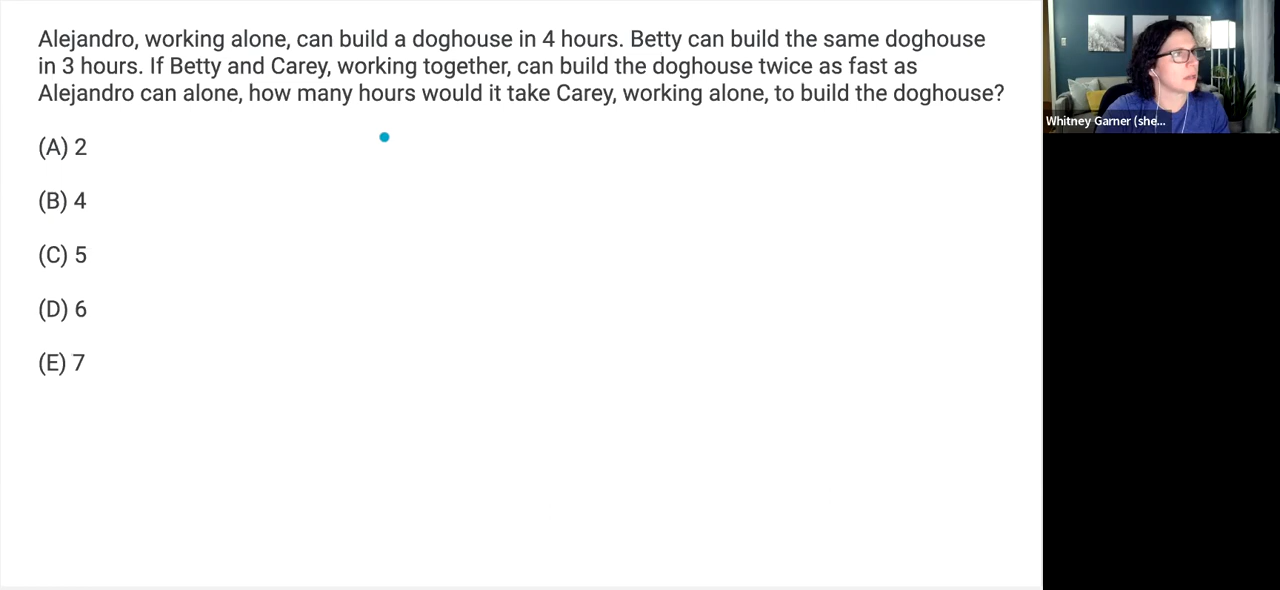 Alejandro, working alone, can build a doghouse in 4 hours. Betty can build the same doghouse
in 3 hours. If Betty and Carey, working together, can build the doghouse twice as fast as
Alejandro can alone, how many hours would it take Carey, working alone, to build the doghouse?
(A) 2
(B) 4
(C) 5
(D) 6
(E) 7
Whitney Garner (she...